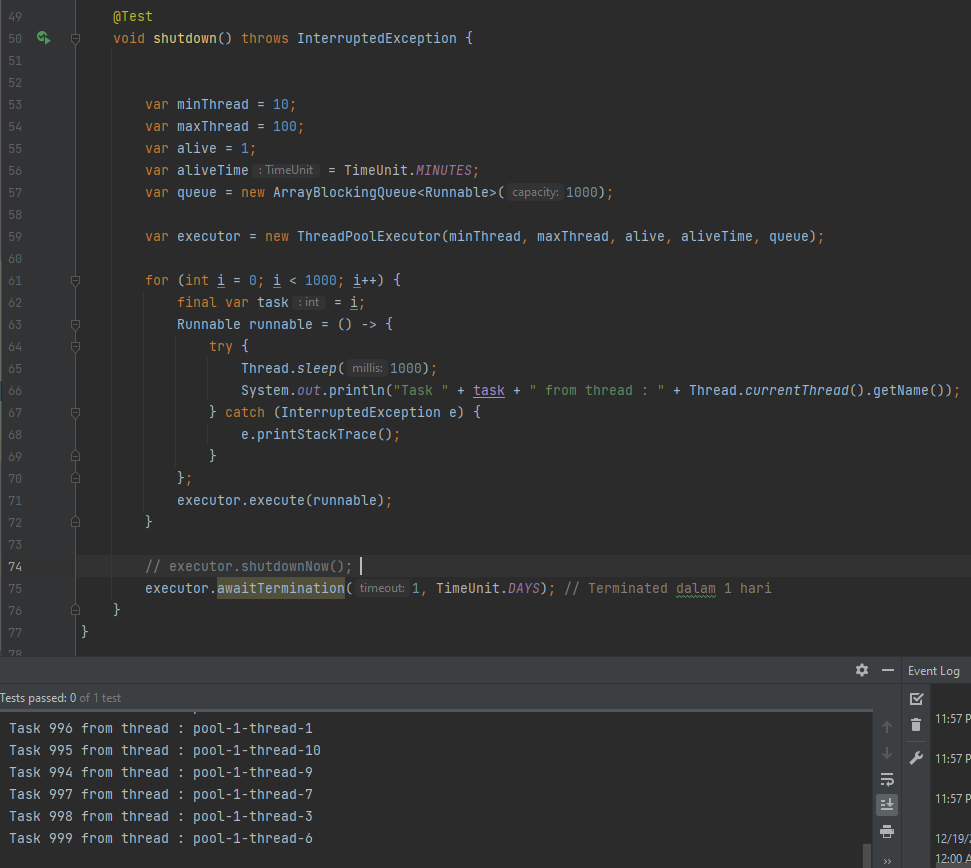 49 @Test
50 void shutdown() throws InterruptedException {
51
52
53 var minThread = 10;
54 var maxThread = 100;
55 var alive = 1;
56 var aliveTime : TimeUnit = TimeUnit.MINUTES;
57 var queue = new ArrayBlockingQueue<Runnable>( capacity: 1000);
58
59 var executor = new ThreadPoolExecutor(minThread, maxThread, alive, aliveTime, queue);
60
61 for (int i = 0; i < 1000; i++) {
62 final var task : int = i;
63 Runnable runnable = () -> {
64 try {
65 Thread.sleep( millis: 1000);
66 System.out.println("Task " + task + " from thread : " + Thread.currentThread().getName());
67 } catch (InterruptedException e) {
68 e.printStackTrace();
69 }
70 };
71 executor.execute(runnable);
72 }
73
74 // executor.shutdownNow();
75 executor.awaitTermination( timeout: 1, TimeUnit.DAYS); // Terminated dalam 1 hari
76 }
77 }
78
Event Log
Tests passed: 0 of 1 test
Task 996 from thread : pool-1-thread-1
Task 995 from thread : pool-1-thread-10
Task 994 from thread : pool-1-thread-9
Task 997 from thread : pool-1-thread-7
Task 998 from thread : pool-1-thread-3
Task 999 from thread : pool-1-thread-6
11:57 P
11:57 P
11:57 P
12/19/
12:00 A